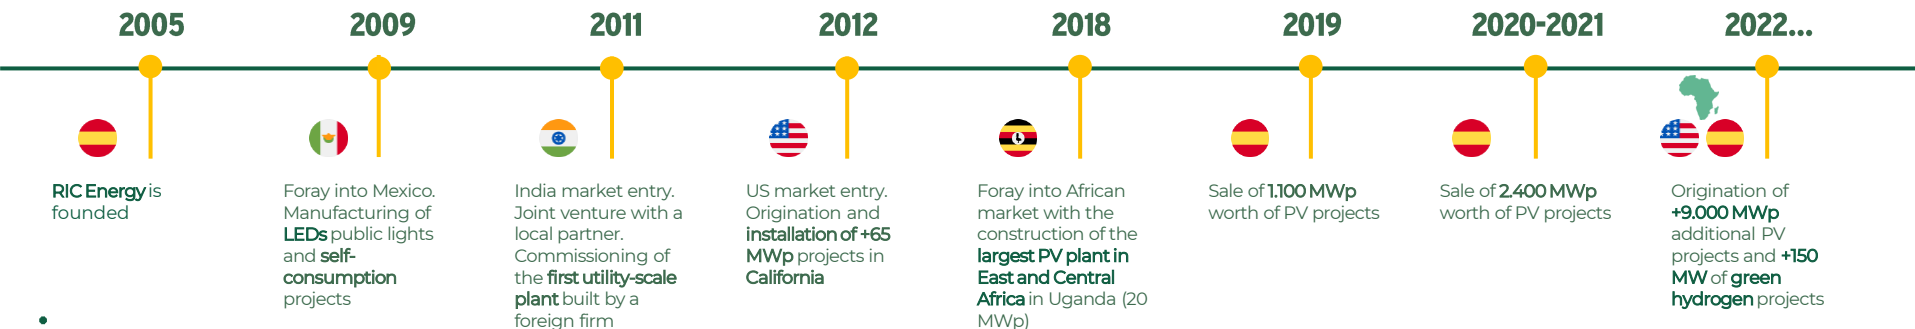 2005
2009
2011
2012
2018
2019
2020-2021
2022...
RIC Energy is
founded
Foray into Mexico.
Manufacturing of
LEDs public lights
and self-
consumption
projects
India market entry.
Joint venture with a
local partner.
Commissioning of
the first utility-scale
plant built by a
foreign firm
US market entry.
Origination and
installation of +65
MWp projects in
California
Foray into African
market with the
construction of the
largest PV plant in
East and Central
Africa in Uganda (20
MWp)
Sale of 1.100 MWp
worth of PV projects
Sale of 2.400 MWp
worth of PV projects
Origination of
+9.000 MWp
additional PV
projects and +150
MW of green
hydrogen projects